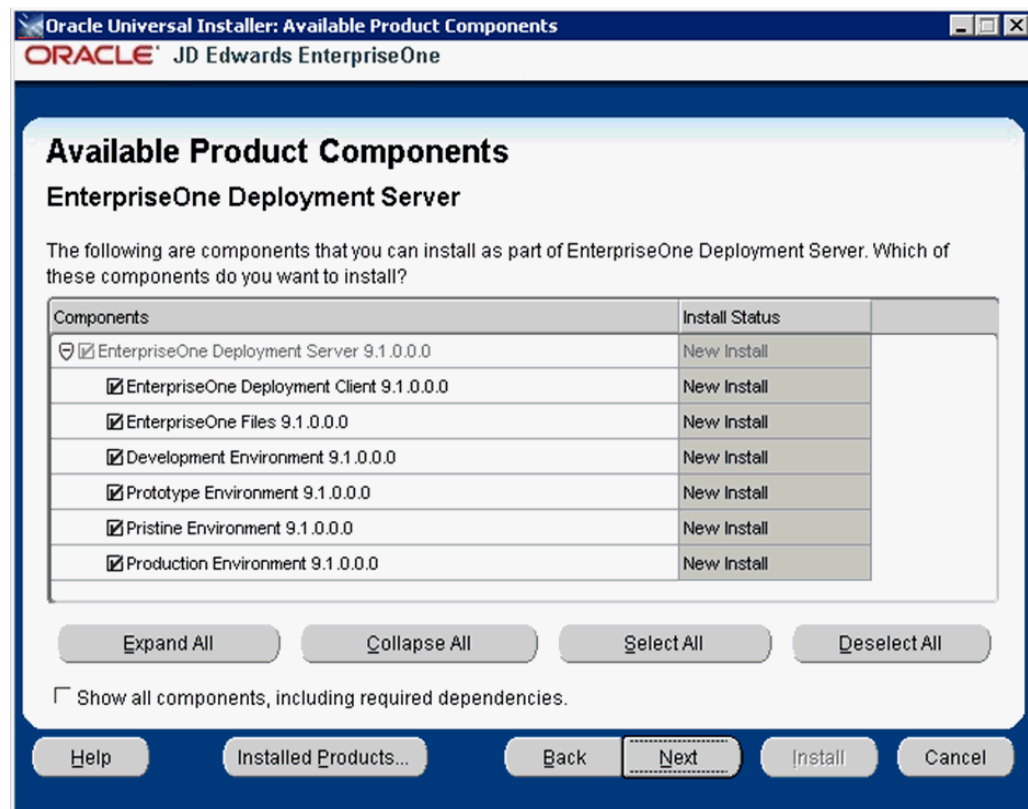 Oracle Universal Installer: Available Product Components
ORACLE JD Edwards EnterpriseOne
Available Product Components
EnterpriseOne Deployment Server
The following are components that you can install as part of EnterpriseOne Deployment Server. Which of
these components do you want to install?
Components Install Status
EnterpriseOne Deployment Server 9.1.0.0.0 New Install
EnterpriseOne Deployment Client 9.1.0.0.0 New Install
EnterpriseOne Files 9.1.0.0.0 New Install
Development Environment 9.1.0.0.0 New Install
Prototype Environment 9.1.0.0.0 New Install
Pristine Environment 9.1.0.0.0 New Install
Production Environment 9.1.0.0.0 New Install
Expand All Collapse All Select All Deselect All
Show all components, including required dependencies.
Help Installed Products... Back Next Install Cancel